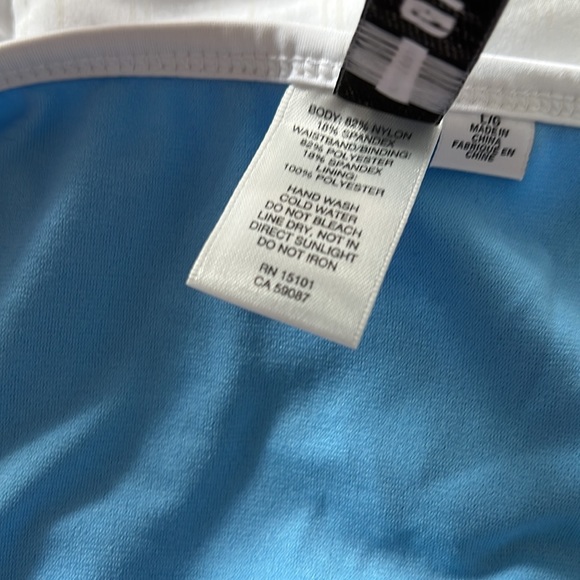 BODY: 82% NYLON
18% SPANDEX
WAISTBAND/BINDING:
82% POLYESTER
18% SPANDEX
LINING:
100% POLYESTER
HAND WASH
COLD WATER
DO NOT BLEACH
LINE DRY, NOT IN
DIRECT SUNLIGHT
DO NOT IRON
RN 15101
CA 59087
L/G
MADE IN
CHINA
FABRIQUE EN
CHINE